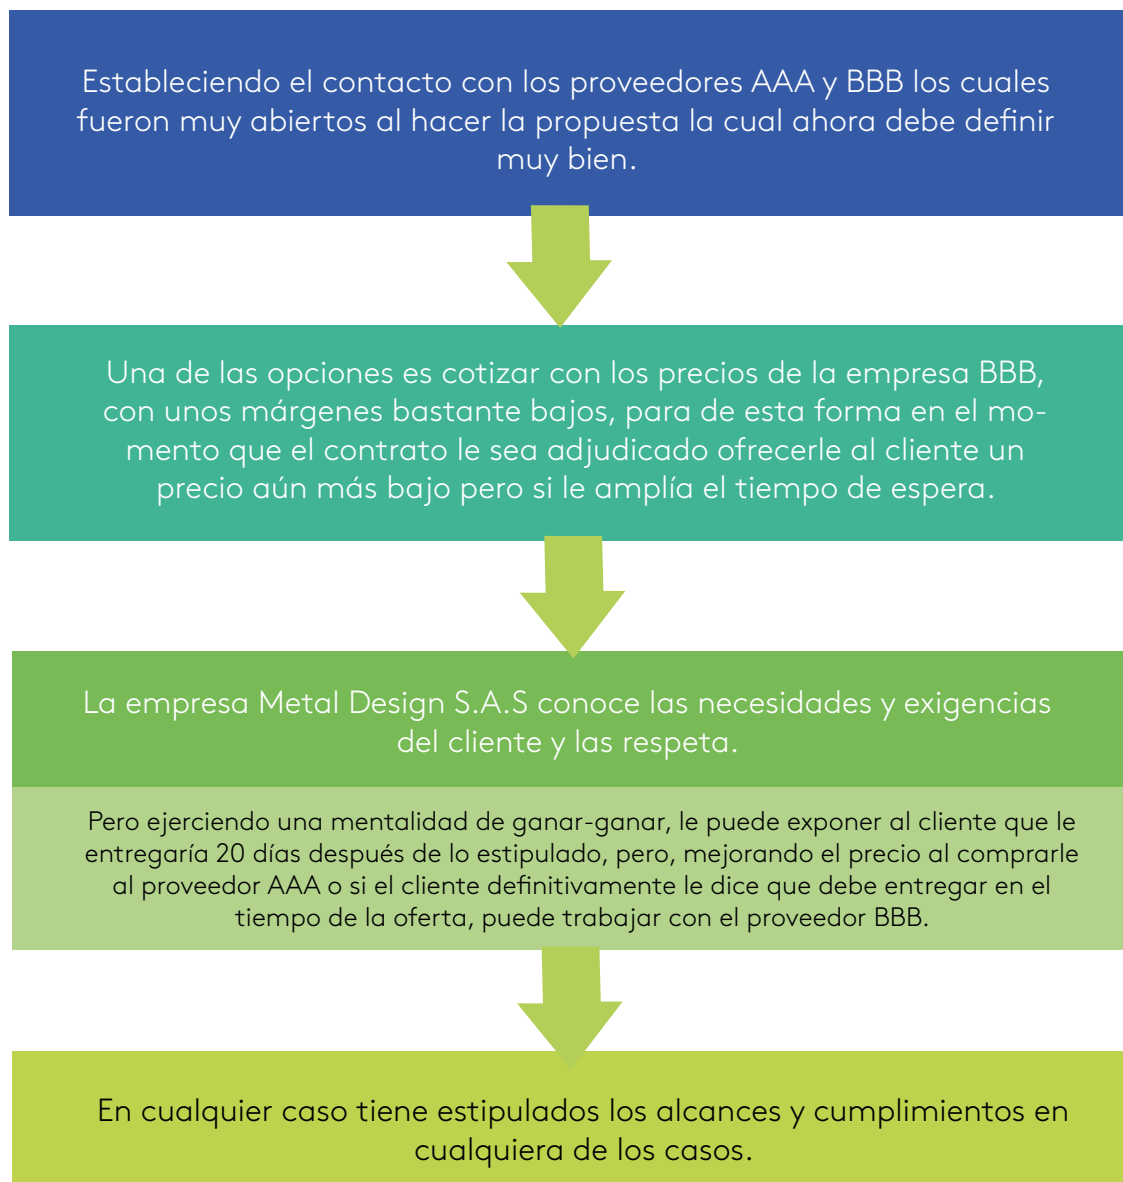 Estableciendo el contacto con los proveedores AAA y BBB los cuales
fueron muy abiertos al hacer la propuesta la cual ahora debe definir
muy bien.
Una de las opciones es cotizar con los precios de la empresa BBB,
con unos márgenes bastante bajos, para de esta forma en el mo-
mento que el contrato le sea adjudicado ofrecerle al cliente un
precio aún más bajo pero si le amplía el tiempo de espera.
La empresa Metal Design S.A.S conoce las necesidades y exigencias
del cliente y las respeta.
Pero ejerciendo una mentalidad de ganar-ganar, le puede exponer al cliente que le
entregaría 20 días después de lo estipulado, pero, mejorando el precio al comprarle
al proveedor AAA o si el cliente definitivamente le dice que debe entregar en el
tiempo de la oferta, puede trabajar con el proveedor BBB.
En cualquier caso tiene estipulados los alcances y cumplimientos en
cualquiera de los casos.